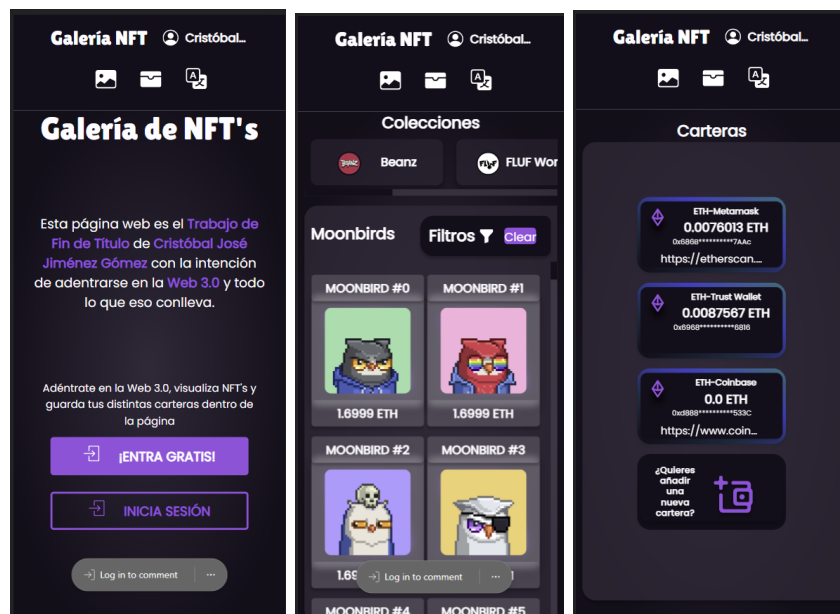 Galería NFT Cristóbal...
Galería de NFT's
Esta página web es el Trabajo de
Fin de Título de Cristóbal José
Jiménez Gómez con la intención
de adentrarse en la Web 3.0 y todo
lo que eso conlleva.
Adéntrate en la Web 3.0, visualiza NFT's y
guarda tus distintas carteras dentro de
la página
¡ENTRA GRATIS!
INICIA SESIÓN
Log in to comment ...
Galería NFT Cristóbal...
Colecciones
Beanz FLUF Wor
Moonbirds Filtros Clear
MOONBIRD #0 MOONBIRD #1
1.6999 ETH 1.6999 ETH
MOONBIRD #2 MOONBIRD #3
Log in to comment ...
MOONBIRD #4 MOONBIRD #5
Galería NFT Cristóbal...
Carteras
ETH-Metamask
0.0076013 ETH
0x6868**********7AAc
https://etherscan....
ETH-Trust Wallet
0.0087567 ETH
0x6968**********6816
ETH-Coinbase
0.0 ETH
0xd888**********533C
https://www.coin...
¿Quieres
añadir
una
nueva
cartera?